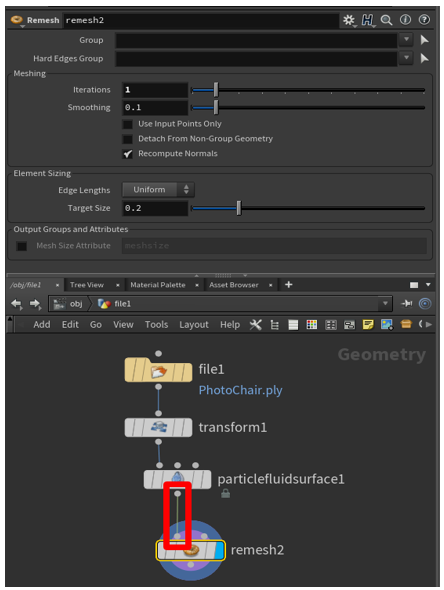 Remesh remesh2
Group
Hard Edges Group
Meshing
Iterations 1
Smoothing 0.1
Use Input Points Only
Detach From Non-Group Geometry
Recompute Normals
Element Sizing
Edge Lengths Uniform
Target Size 0.2
Output Groups and Attributes
Mesh Size Attribute meshsize
/obj/file1 × Tree View × Material Palette × Asset Browser × +
obj file1
Add Edit Go View Tools Layout Help
Geometry
file1
PhotoChair.ply
transform1
particlefluidsurface1
remesh2